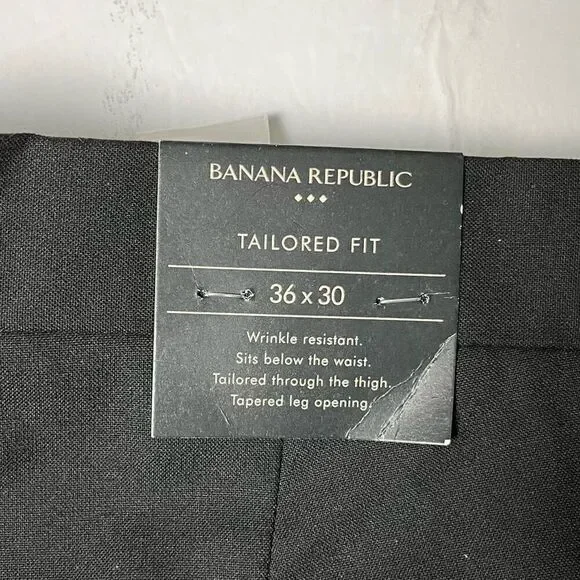 BANANA REPUBLIC
TAILORED FIT
36 x 30
Wrinkle resistant.
Sits below the waist.
Tailored through the thigh.
Tapered leg opening.